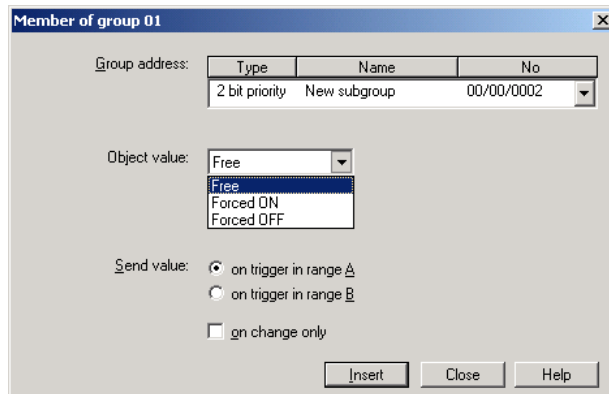 Member of group 01
Group address:
Type Name No
2 bit priority New subgroup 00/00/0002
Object value: Free
Free
Forced ON
Forced OFF
Send value: on trigger in range A
on trigger in range B
on change only
Insert Close Help